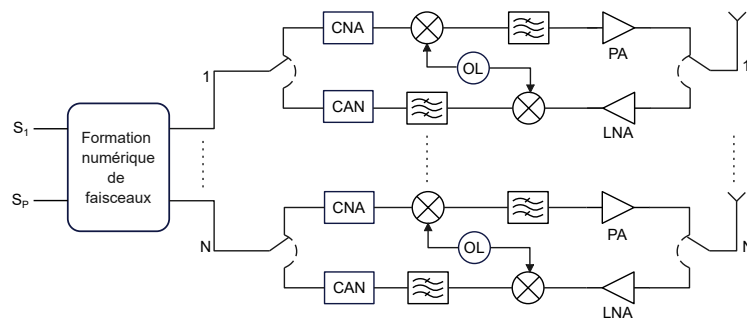 CNA
PA
1
OL
1
CAN
LNA
S1
Formation
numérique
de
faisceaux
SP
CNA
PA
N
OL
N
CAN
LNA